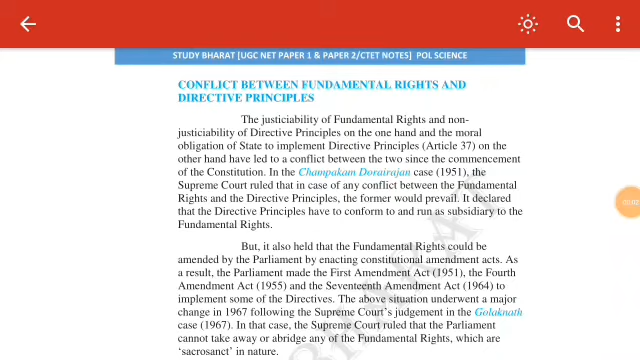 STUDY BHARAT [UGC NET PAPER 1 & PAPER 2/CTET NOTES] POL SCIENCE
CONFLICT BETWEEN FUNDAMENTAL RIGHTS AND
DIRECTIVE PRINCIPLES
The justiciability of Fundamental Rights and non-
justiciability of Directive Principles on the one hand and the moral
obligation of State to implement Directive Principles (Article 37) on the
other hand have led to a conflict between the two since the commencement
of the Constitution. In the Champakam Dorairajan case (1951), the
Supreme Court ruled that in case of any conflict between the Fundamental
Rights and the Directive Principles, the former would prevail. It declared
that the Directive Principles have to conform to and run as subsidiary to the
Fundamental Rights.
But, it also held that the Fundamental Rights could be
amended by the Parliament by enacting constitutional amendment acts. As
a result, the Parliament made the First Amendment Act (1951), the Fourth
Amendment Act (1955) and the Seventeenth Amendment Act (1964) to
implement some of the Directives. The above situation underwent a major
change in 1967 following the Supreme Court's judgement in the Golaknath
case (1967). In that case, the Supreme Court ruled that the Parliament
cannot take away or abridge any of the Fundamental Rights, which are
‘sacrosanct’ in nature.